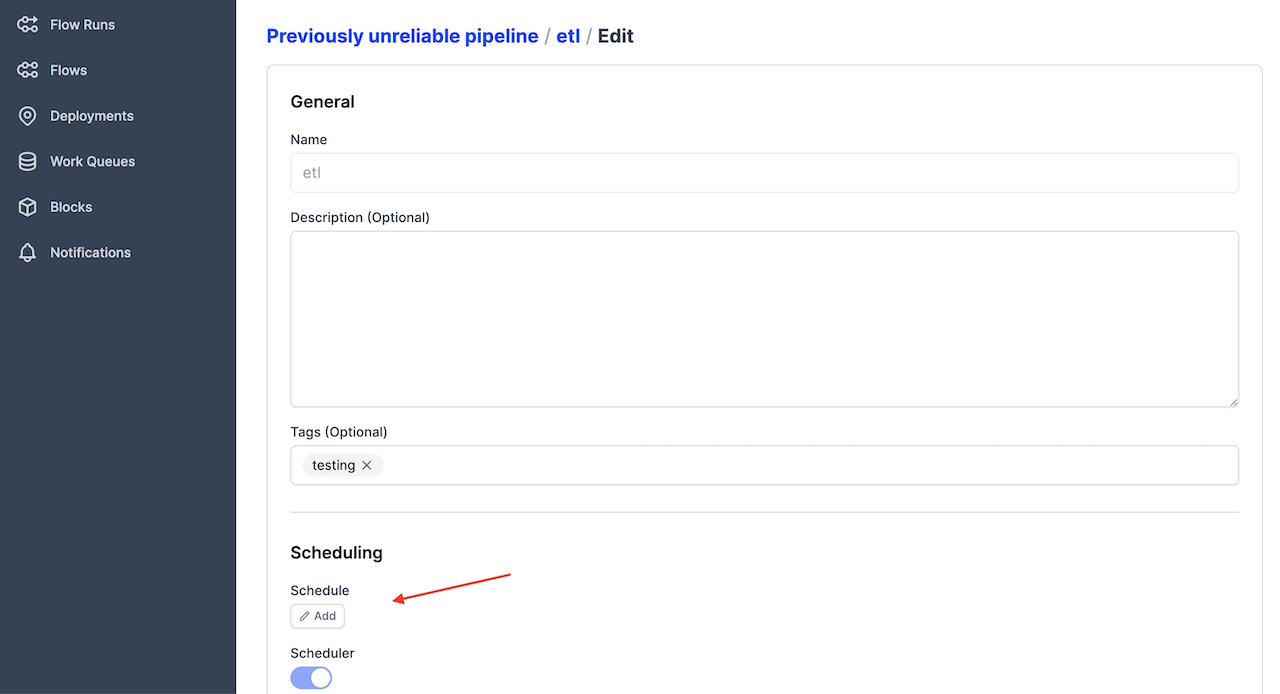 Flow Runs
Flows
Deployments
Work Queues
Blocks
Notifications
Previously unreliable pipeline / etl / Edit
General
Name
etl
Description (Optional)
Tags (Optional)
testing
Scheduling
Schedule
Add
Scheduler